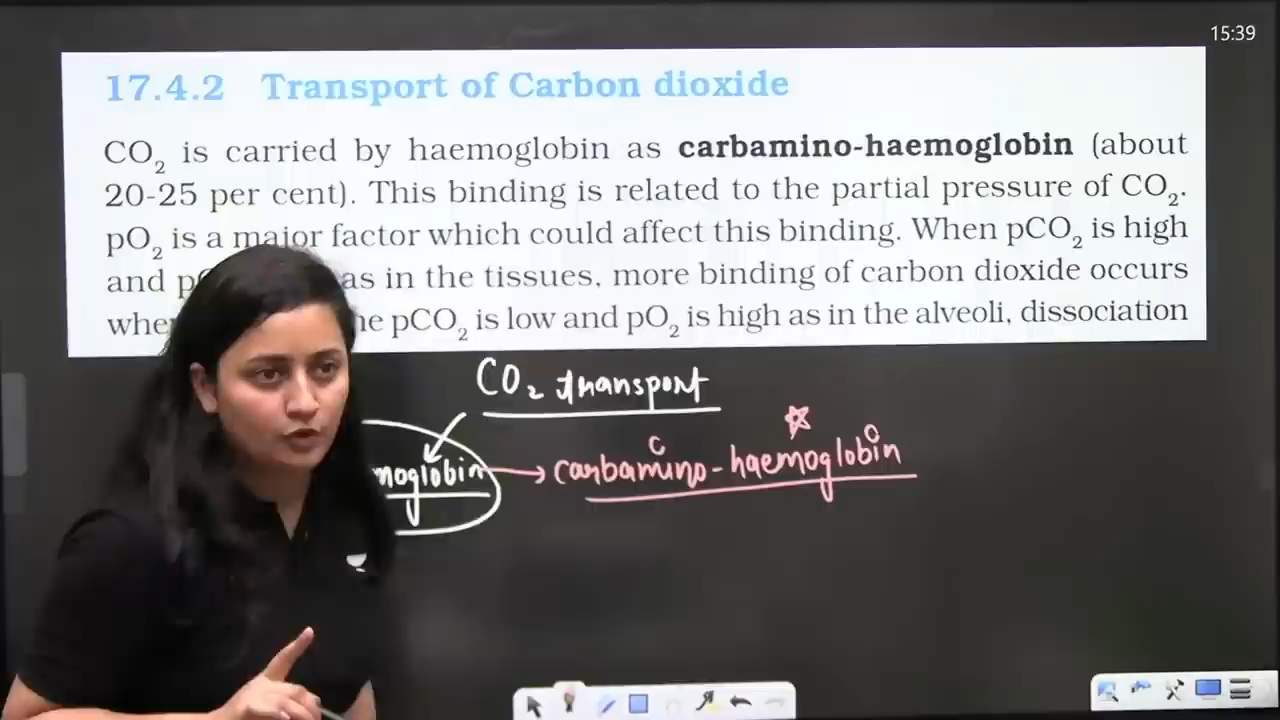 15:39
17.4.2 Transport of Carbon dioxide
CO₂ is carried by haemoglobin as carbamino-haemoglobin (about
20-25 per cent). This binding is related to the partial pressure of CO₂.
pO₂ is a major factor which could affect this binding. When pCO₂ is high
and as in the tissues, more binding of carbon dioxide occurs
pCO₂ is low and pO₂ is high as in the alveoli, dissociation
CO₂ transport
moglobin → carbamino-haemoglobin